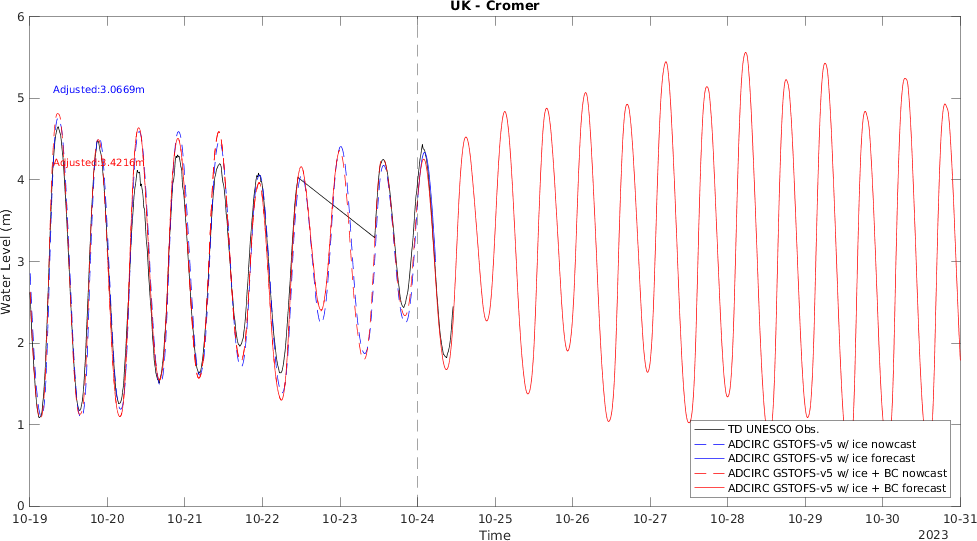 UK - Cromer
6
5
4
3
2
1
0
Water Level (m)
Adjusted:3.0669m
Adjusted:3.4216m
TD UNESCO Obs.
ADCIRC GSTOFS-v5 w/ ice nowcast
ADCIRC GSTOFS-v5 w/ ice forecast
ADCIRC GSTOFS-v5 w/ ice + BC nowcast
ADCIRC GSTOFS-v5 w/ ice + BC forecast
10-19 10-20 10-21 10-22 10-23 10-24 10-25 10-26 10-27 10-28 10-29 10-30 10-31
Time
2023